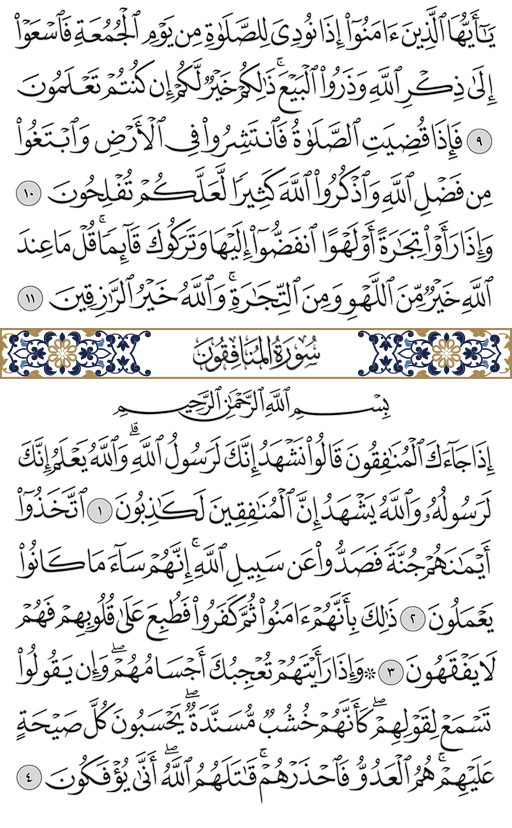 يَٰٓأَيُّهَا ٱلَّذِينَ ءَامَنُوٓا۟ إِذَا نُودِىَ لِلصَّلَوٰةِ مِن يَوْمِ ٱلْجُمُعَةِ فَٱسْعَوْا۟
إِلَىٰ ذِكْرِ ٱللَّهِ وَذَرُوا۟ ٱلْبَيْعَ ۚ ذَٰلِكُمْ خَيْرٌ لَّكُمْ إِن كُنتُمْ تَعْلَمُونَ
٩ فَإِذَا قُضِيَتِ ٱلصَّلَوٰةُ فَٱنتَشِرُوا۟ فِى ٱلْأَرْضِ وَٱبْتَغُوا۟
مِن فَضْلِ ٱللَّهِ وَٱذْكُرُوا۟ ٱللَّهَ كَثِيرًا لَّعَلَّكُمْ تُفْلِحُونَ ١٠
وَإِذَا رَأَوْا۟ تِجَٰرَةً أَوْ لَهْوًا ٱنفَضُّوٓا۟ إِلَيْهَا وَتَرَكُوكَ قَآئِمًا ۚ قُلْ مَا عِندَ
ٱللَّهِ خَيْرٌ مِّنَ ٱللَّهْوِ وَمِنَ ٱلتِّجَٰرَةِ ۚ وَٱللَّهُ خَيْرُ ٱلرَّٰزِقِينَ ١١
سُورَةُ المُنَافِقُونَ
بِسْمِ ٱللَّهِ ٱلرَّحْمَٰنِ ٱلرَّحِيمِ
إِذَا جَآءَكَ ٱلْمُنَٰفِقُونَ قَالُوا۟ نَشْهَدُ إِنَّكَ لَرَسُولُ ٱللَّهِ ۗ وَٱللَّهُ يَعْلَمُ إِنَّكَ
لَرَسُولُهُۥ وَٱللَّهُ يَشْهَدُ إِنَّ ٱلْمُنَٰفِقِينَ لَكَٰذِبُونَ ١ ٱتَّخَذُوٓا۟
أَيْمَٰنَهُمْ جُنَّةً فَصَدُّوا۟ عَن سَبِيلِ ٱللَّهِ ۚ إِنَّهُمْ سَآءَ مَا كَانُوا۟
يَعْمَلُونَ ٢ ذَٰلِكَ بِأَنَّهُمْ ءَامَنُوا۟ ثُمَّ كَفَرُوا۟ فَطُبِعَ عَلَىٰ قُلُوبِهِمْ فَهُمْ
لَا يَفْقَهُونَ ٣ ۞ وَإِذَا رَأَيْتَهُمْ تُعْجِبُكَ أَجْسَامُهُمْ ۖ وَإِن يَقُولُوا۟
تَسْمَعْ لِقَوْلِهِمْ ۖ كَأَنَّهُمْ خُشُبٌ مُّسَنَّدَةٌ ۖ يَحْسَبُونَ كُلَّ صَيْحَةٍ
عَلَيْهِمْ ۚ هُمُ ٱلْعَدُوُّ فَٱحْذَرْهُمْ ۚ قَٰتَلَهُمُ ٱللَّهُ ۖ أَنَّىٰ يُؤْفَكُونَ ٤